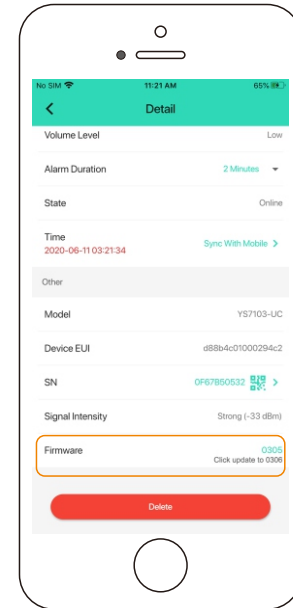 No SIM 11:21 AM 65%
Detail
Volume Level Low
Alarm Duration 2 Minutes
State Online
Time
2020-06-11 03:21:34 Sync With Mobile
Other
Model YS7103-UC
Device EUI d88b4c01000294c2
SN 0F67B50532
Signal Intensity Strong (-33 dBm)
Firmware 0305
Click update to 0306
Delete